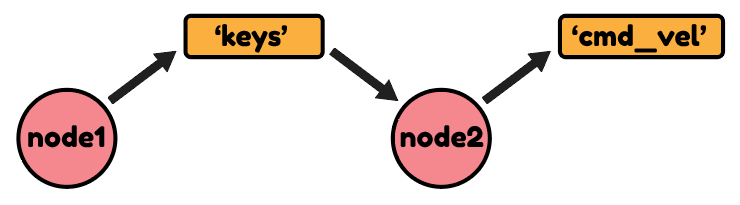 node1
‘keys’
node2
‘cmd_vel’